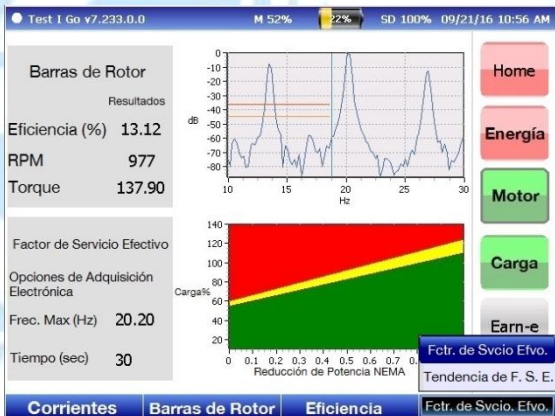 Test I Go v7.233.0.0 M 52% 22% SD 100% 09/21/16 10:56 AM
Barras de Rotor
Resultados
Eficiencia (%) 13.12
RPM 977
Torque 137.90
Factor de Servicio Efectivo
Opciones de Adquisición
Electrónica
Frec. Max (Hz) 20.20
Tiempo (sec) 30
0
-10
-20
-30
-40
-50
-60
-70
-80
dB
10 15 20 25 30
Hz
140
120
100
80
60
40
20
Carga%
0 0.1 0.2 0.3 0.4 0.5 0.6 0.7 0.
Reducción de Potencia NEMA
Home
Energía
Motor
Carga
Earn-e
Fctr. de Svcio Efvo.
Tendencia de F. S. E.
Corrientes Barras de Rotor Eficiencia Fctr. de Svcio. Efvo.